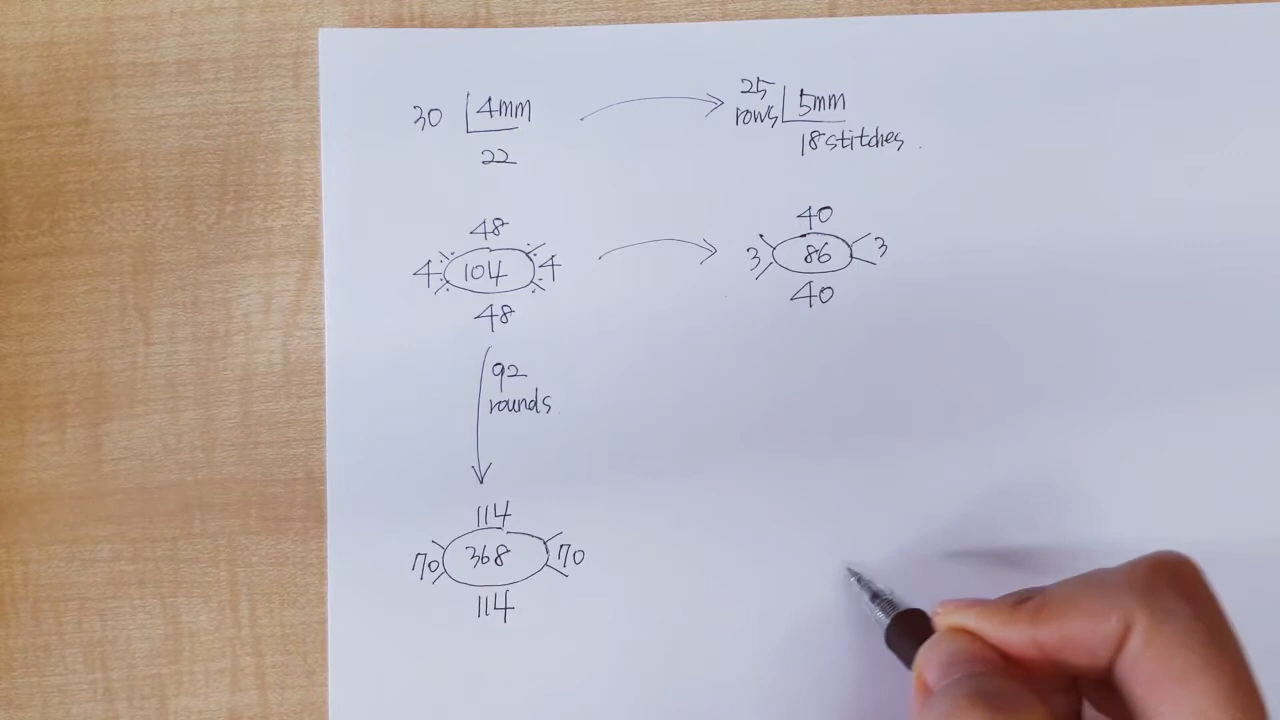 30 4mm
22
25
rows 5mm
18 stitches
48
4 104 4
48
40
3 86 3
40
92
rounds
114
70 368 70
114